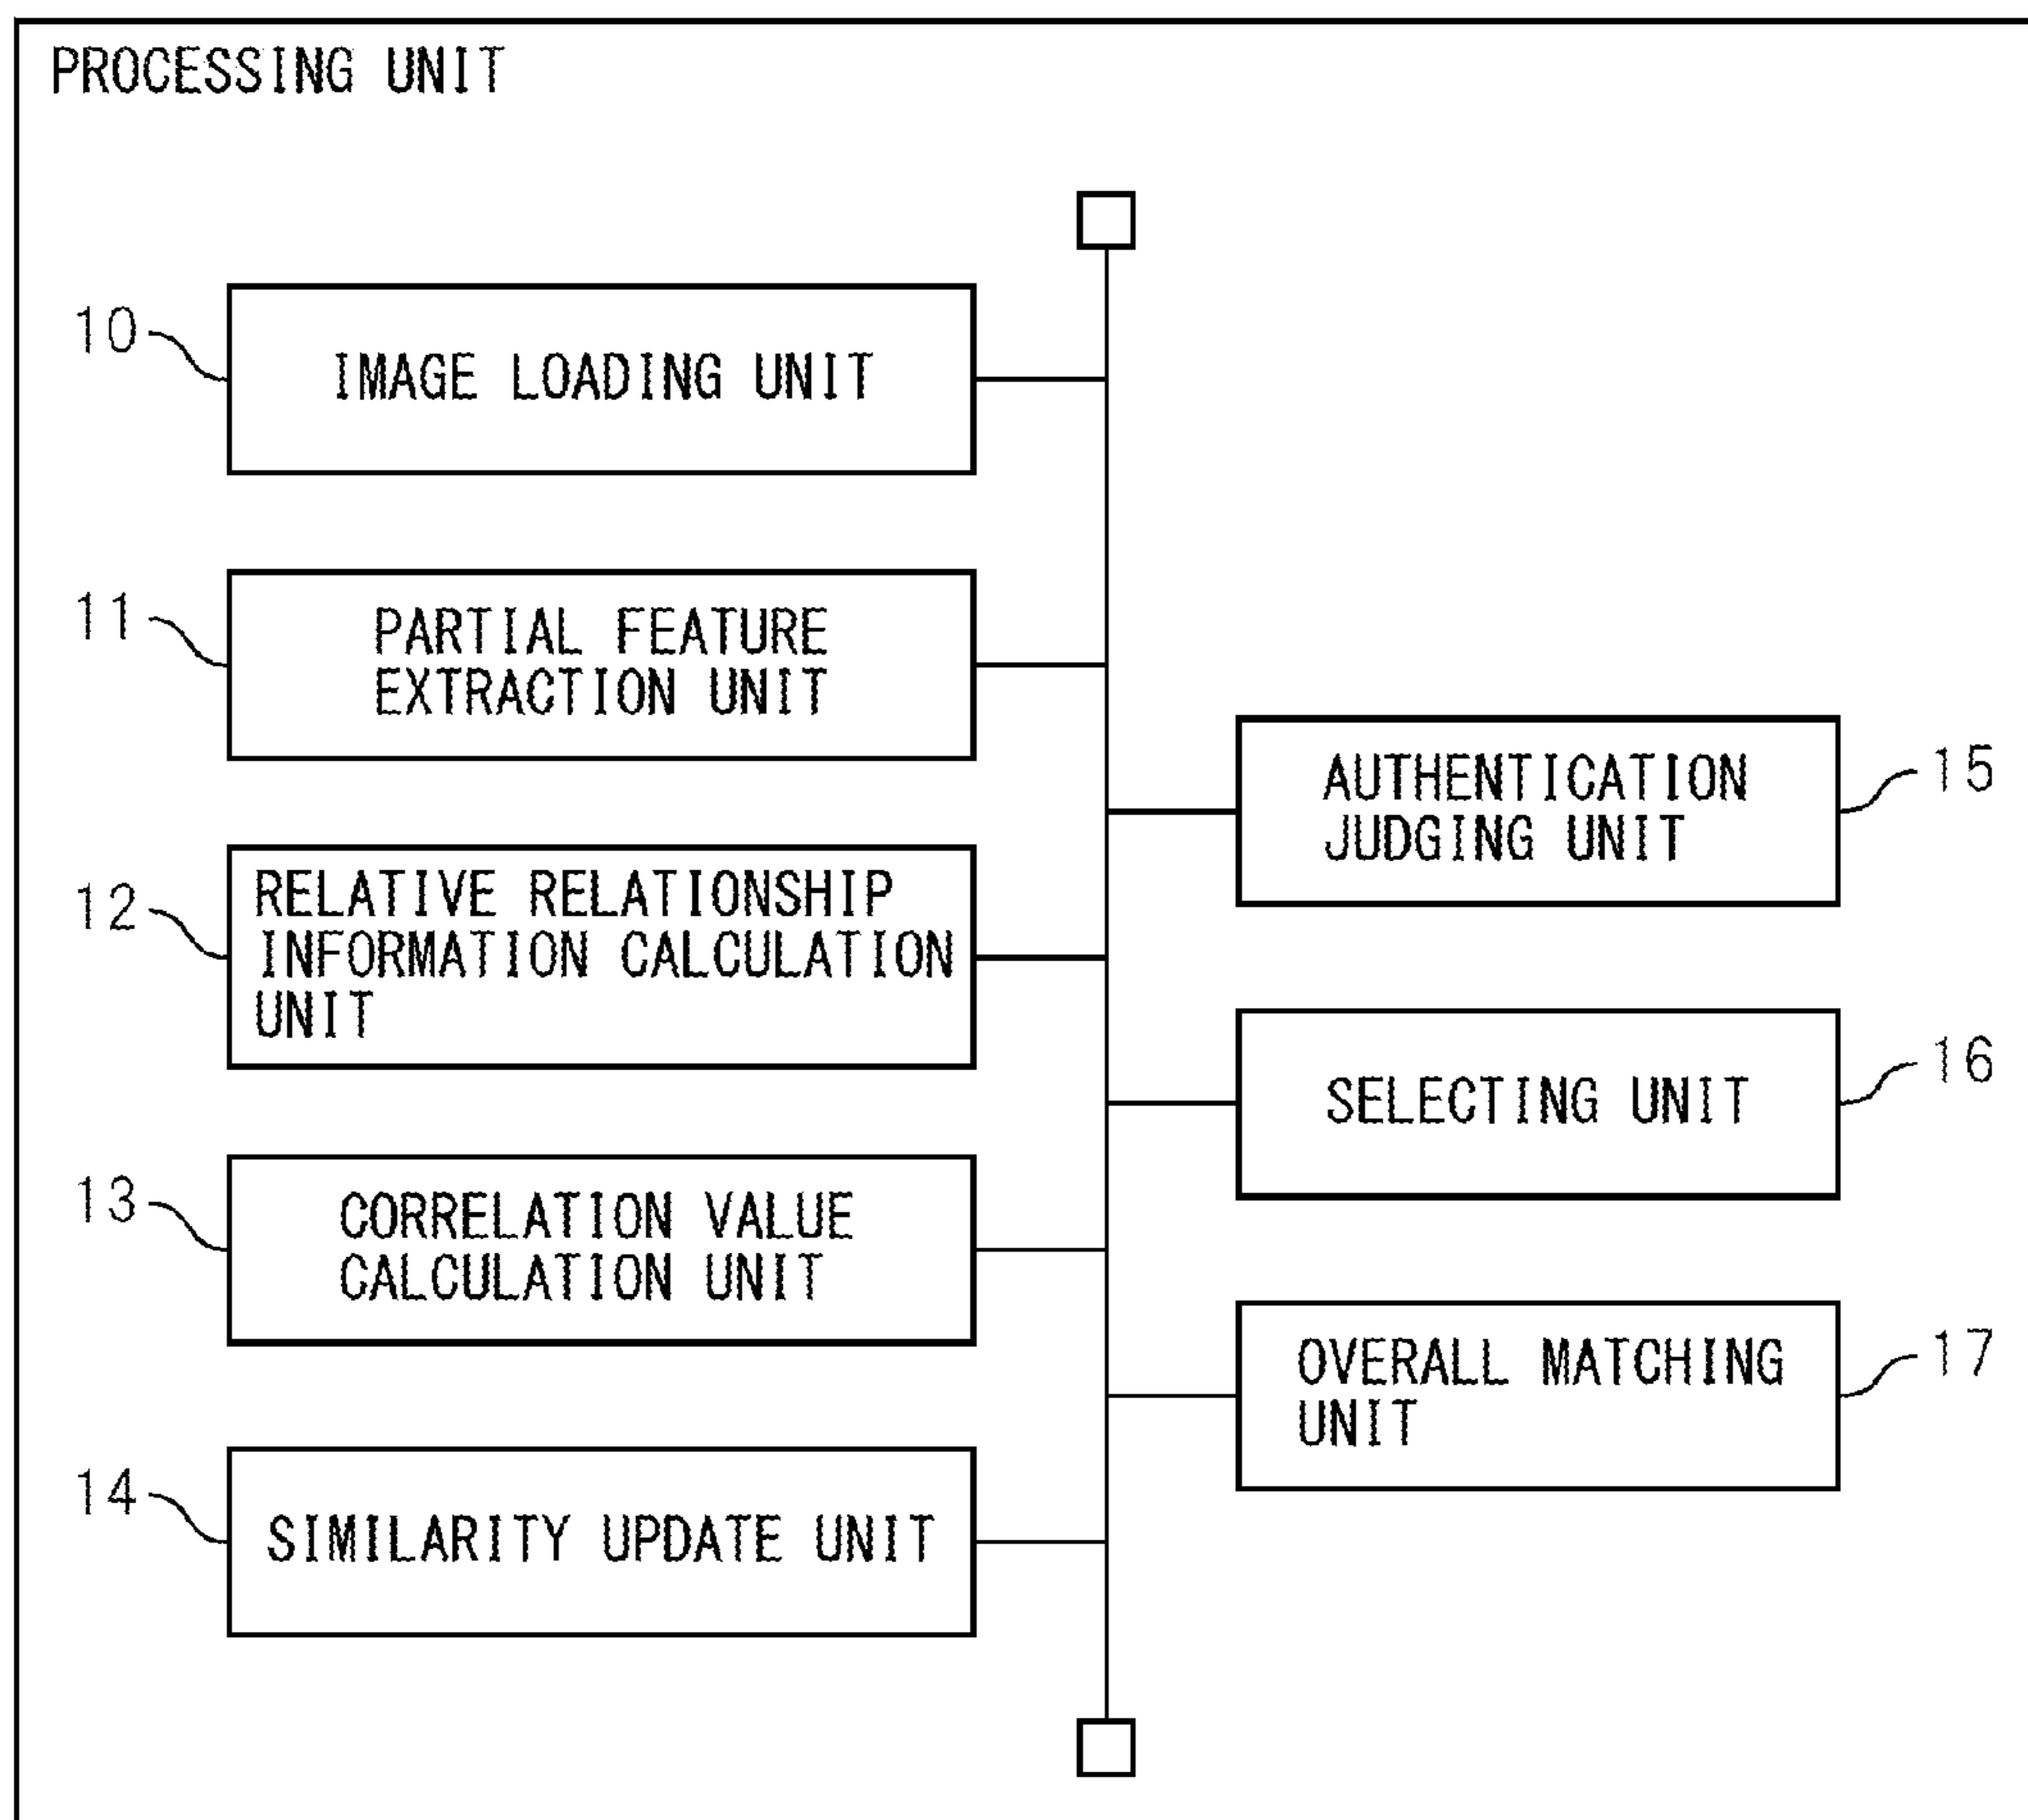 PROCESSING UNIT
10
IMAGE LOADING UNIT
11
PARTIAL FEATURE
EXTRACTION UNIT
12
RELATIVE RELATIONSHIP
INFORMATION CALCULATION
UNIT
13
CORRELATION VALUE
CALCULATION UNIT
14
SIMILARITY UPDATE UNIT
AUTHENTICATION
JUDGING UNIT
15
SELECTING UNIT
16
OVERALL MATCHING
UNIT
17